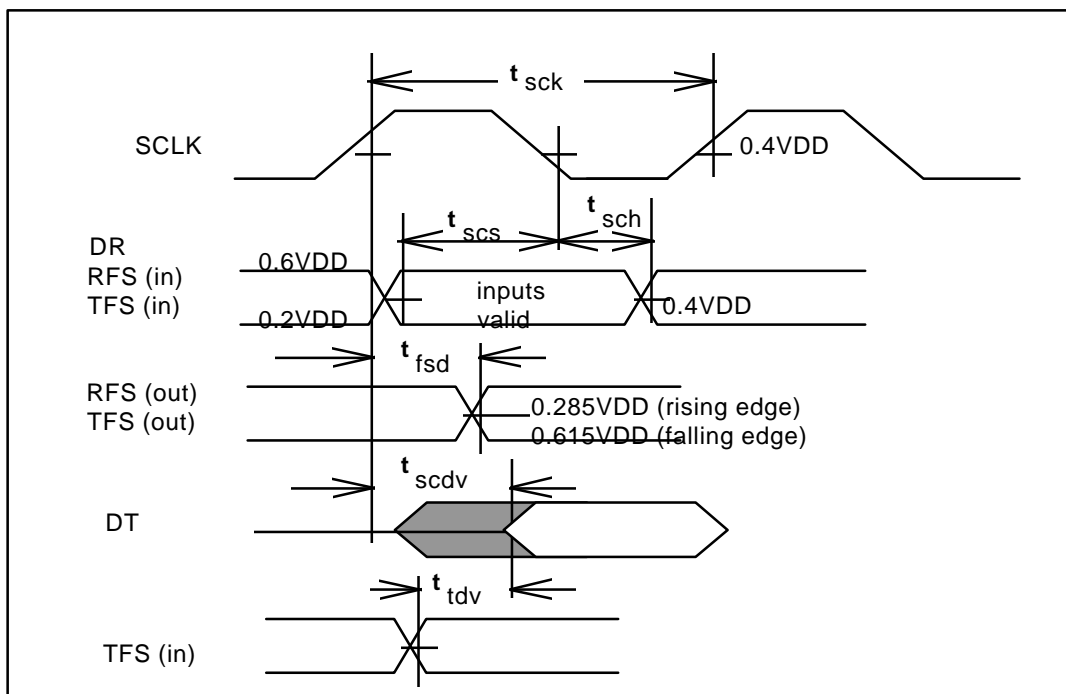 t sck
SCLK
0.4VDD
t scs
t sch
DR
RFS (in)
TFS (in)
0.6VDD
0.2VDD
inputs
valid
0.4VDD
t fsd
RFS (out)
TFS (out)
0.285VDD (rising edge)
0.615VDD (falling edge)
t scdv
DT
t tdv
TFS (in)